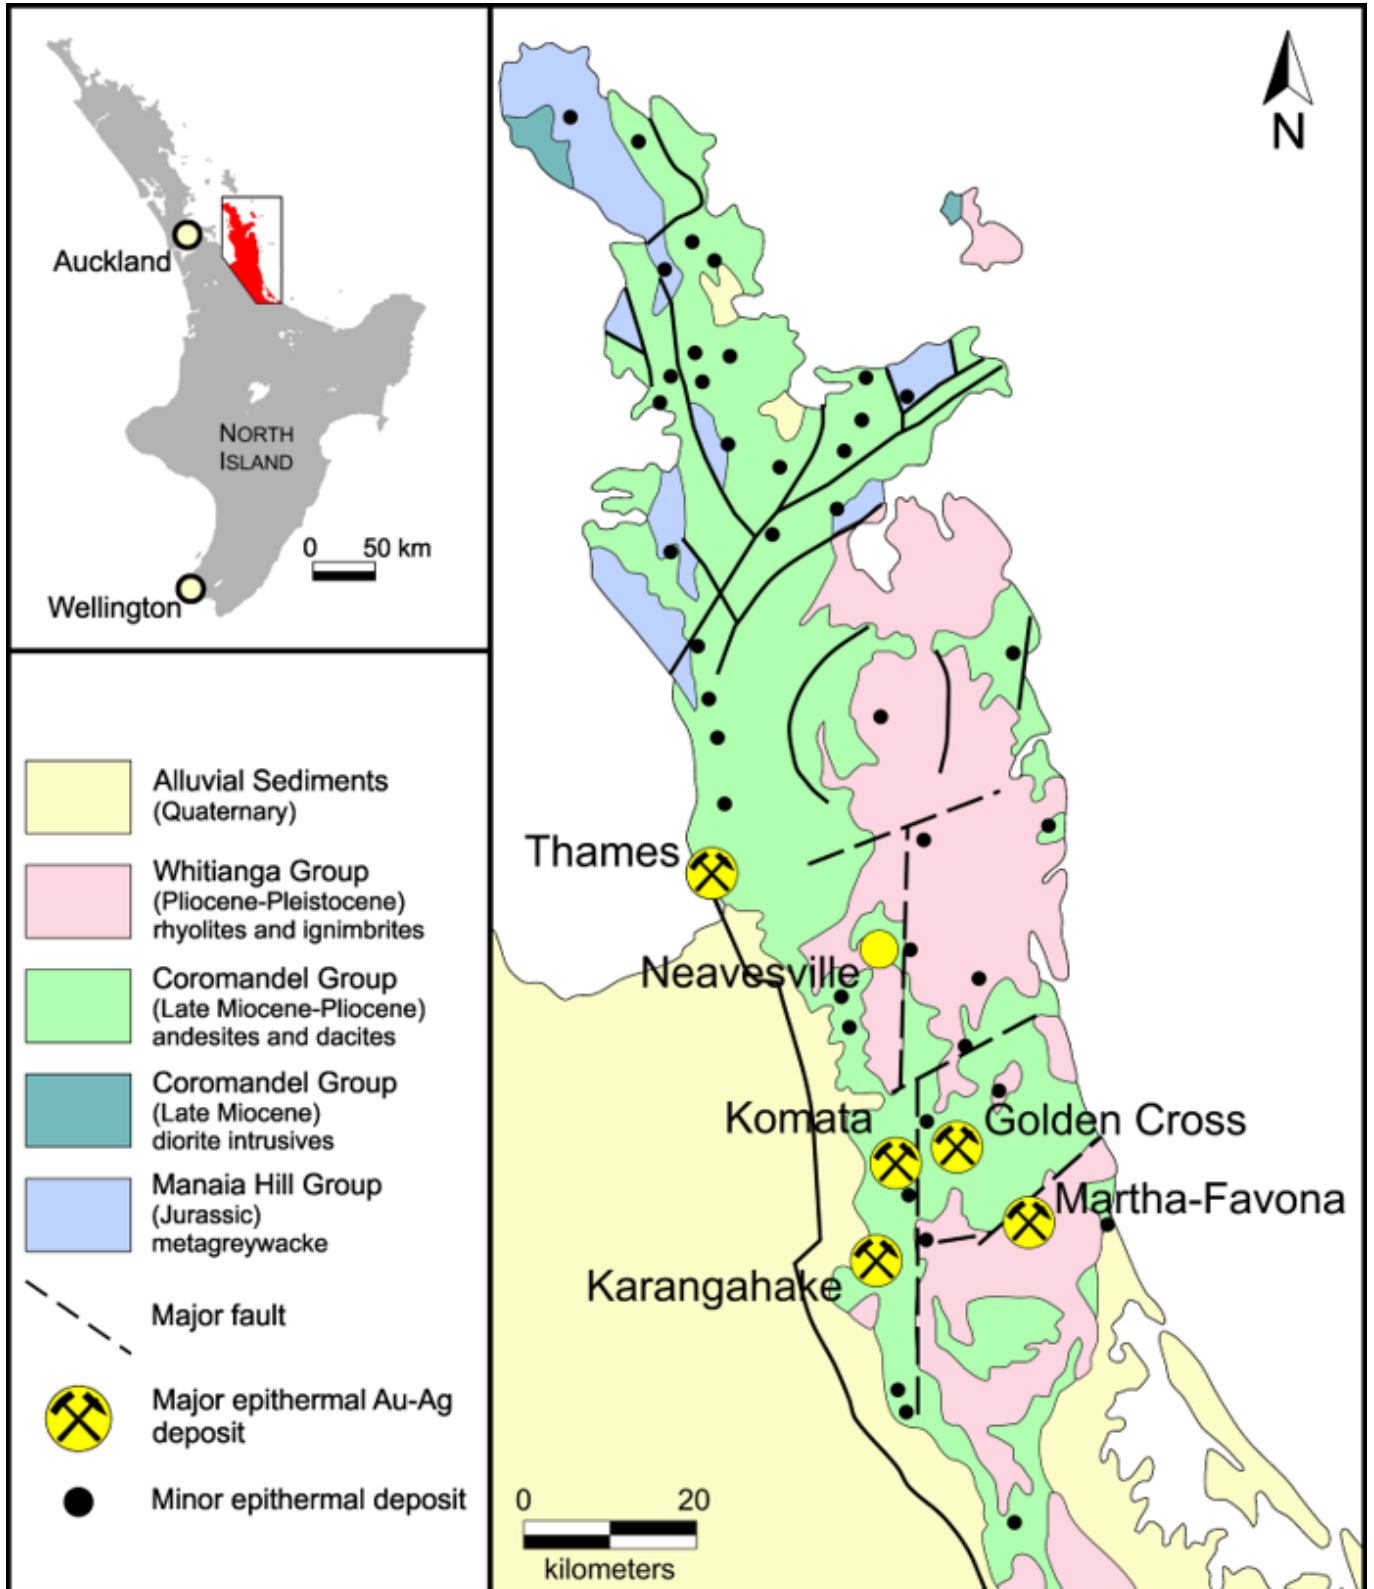 Auckland
NORTH
ISLAND
0 50 km
Wellington
Alluvial Sediments
(Quaternary)
Whitianga Group
(Pliocene-Pleistocene)
rhyolites and ignimbrites
Coromandel Group
(Late Miocene-Pliocene)
andesites and dacites
Coromandel Group
(Late Miocene)
diorite intrusives
Manaia Hill Group
(Jurassic)
metagreywacke
Major fault
Major epithermal Au-Ag
deposit
Minor epithermal deposit
N
Thames
Neavesville
Komata
Golden Cross
Martha-Favona
Karangahake
0 20
kilometers